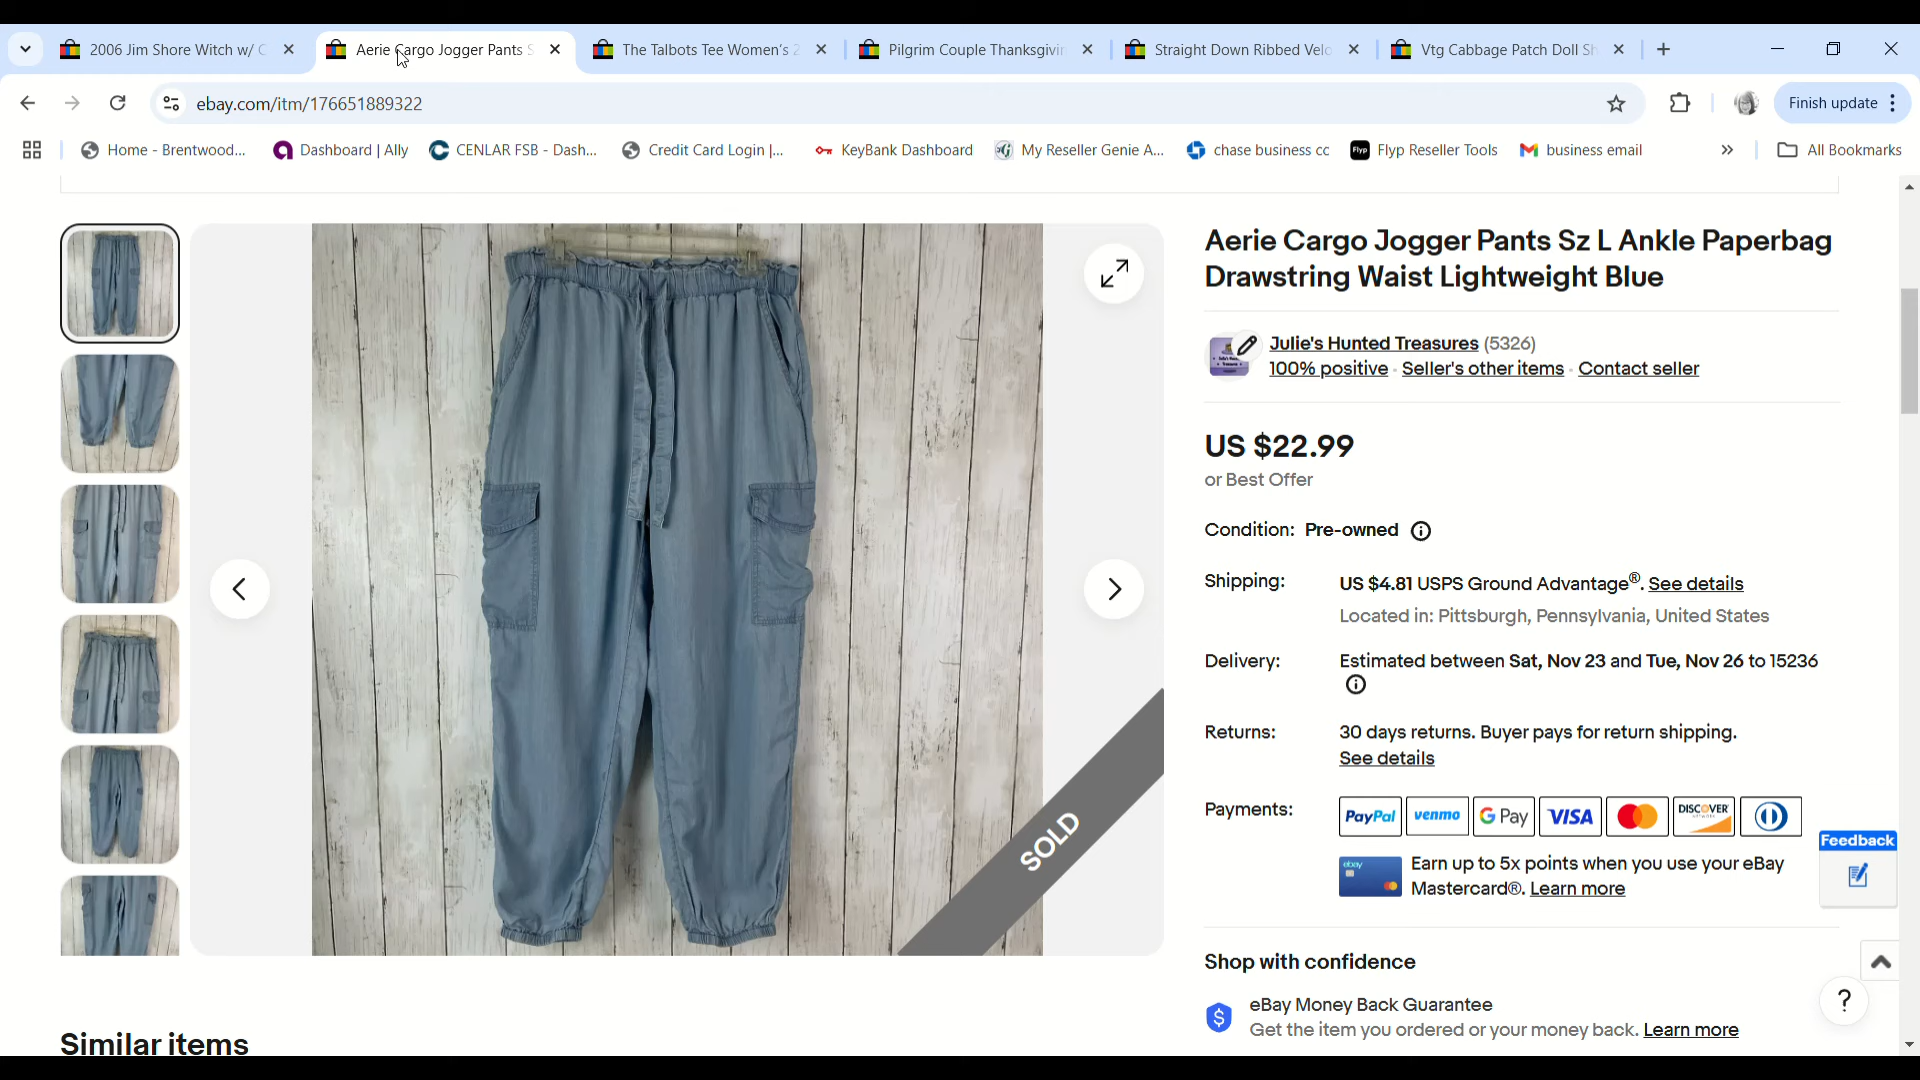 2006 Jim Shore Witch w/ C
Aerie Cargo Jogger Pants S
The Talbots Tee Women's 2
Pilgrim Couple Thanksgivin
Straight Down Ribbed Velo
Vtg Cabbage Patch Doll Sh
ebay.com/itm/176651889322
Finish update
Home - Brentwood...
Dashboard | Ally
CENLAR FSB - Dash...
Credit Card Login |...
KeyBank Dashboard
My Reseller Genie A...
chase business cc
Flyp
Flyp Reseller Tools
business email
All Bookmarks
Aerie Cargo Jogger Pants Sz L Ankle Paperbag
Drawstring Waist Lightweight Blue
Julie's Hunted Treasures (5326)
100% positive · Seller's other items · Contact seller
US $22.99
or Best Offer
Condition: Pre-owned
Shipping: US $4.81 USPS Ground Advantage®. See details
Located in: Pittsburgh, Pennsylvania, United States
Delivery: Estimated between Sat, Nov 23 and Tue, Nov 26 to 15236
Returns: 30 days returns. Buyer pays for return shipping.
See details
Payments: PayPal venmo G Pay VISA DISCOVER
Feedback
ebay
Earn up to 5x points when you use your eBay
Mastercard®. Learn more
SOLD
Shop with confidence
eBay Money Back Guarantee
Get the item you ordered or your money back. Learn more
?
Similar items